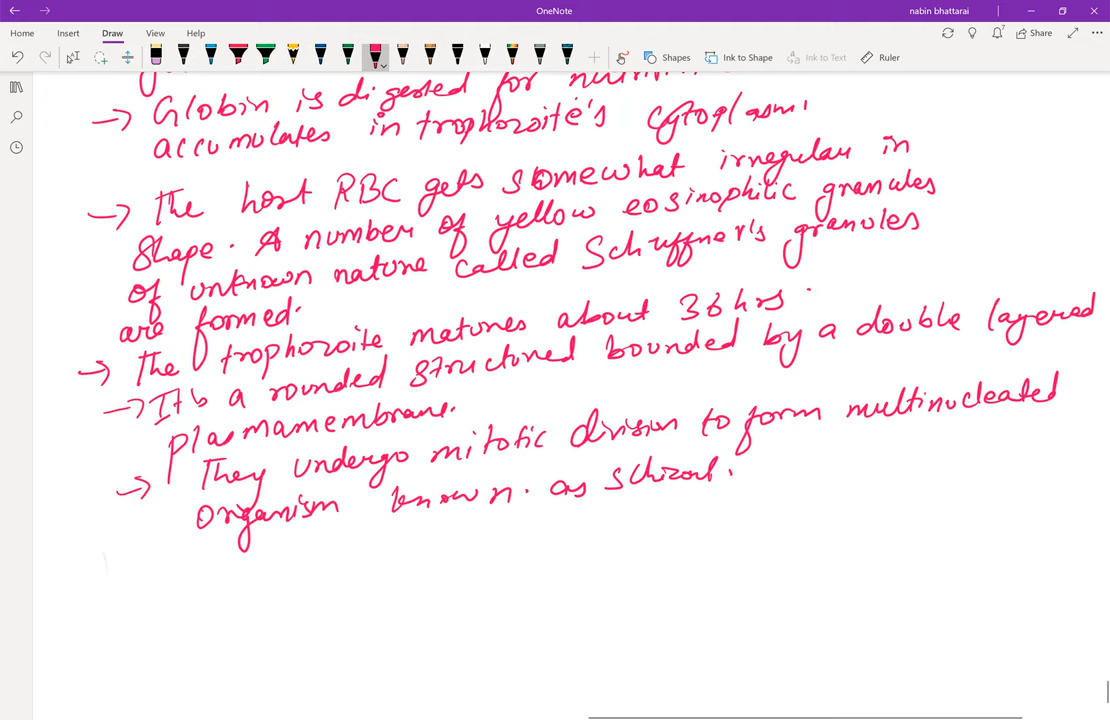 OneNote
nabin bhattarai
Home Insert Draw View Help
Share
Shapes Ink to Shape Ink to Text Ruler
→ Globin is digested for
accumulates in trophozoite's cytoplasm.
→ The host RBC gets somewhat irregular in
shape. A number of yellow eosinophilic granules
of unknown nature called Schuffner's granules
are formed.
→ The trophozoite matures about 36 hrs.
→ It's a rounded structured bounded by a double layered
plasmamembrane.
→ They undergo mitotic division to form multinucleated
organism known. as schizont.